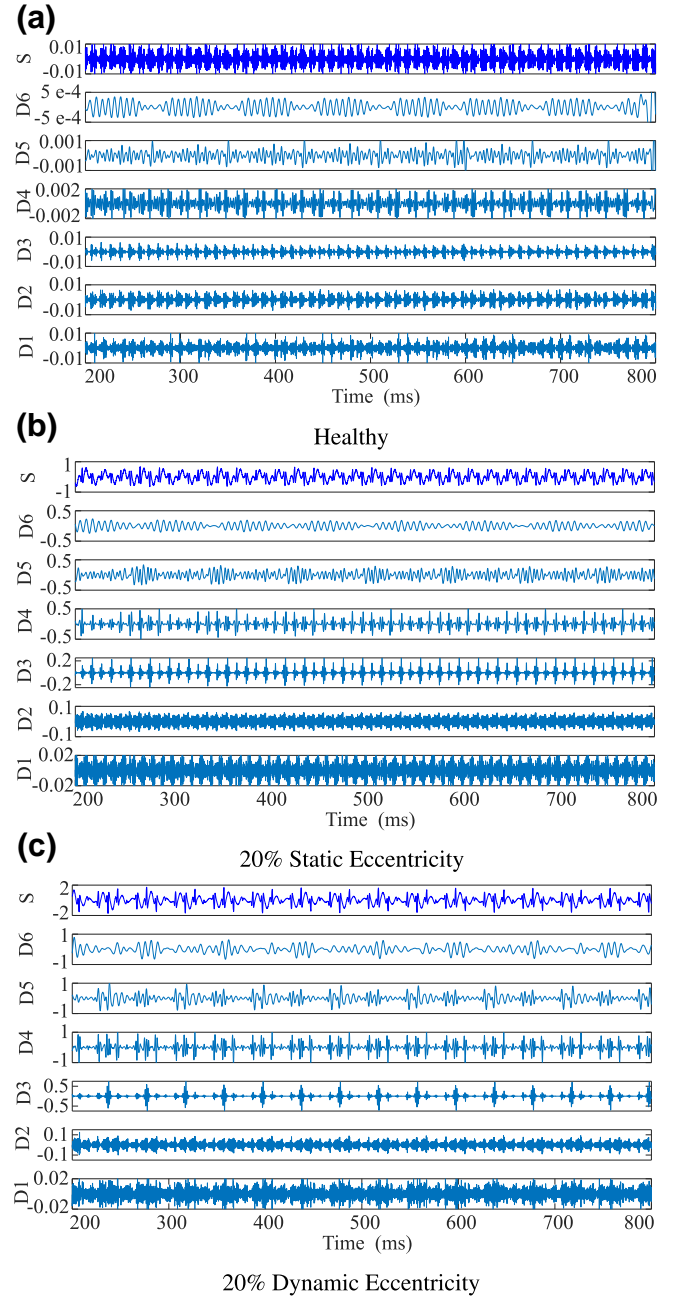 (a)
S 0.01 -0.01
D6 5 e-4 -5 e-4
D5 0.001 -0.001
D4 0.002 -0.002
D3 0.01 -0.01
D2 0.01 -0.01
D1 0.01 -0.01
200 300 400 500 600 700 800
Time (ms)
Healthy
(b)
S 1 -1
D6 0.5 -0.5
D5 0.5 -0.5
D4 0.5 -0.5
D3 0.2 -0.2
D2 0.1 -0.1
D1 0.02 -0.02
200 300 400 500 600 700 800
Time (ms)
20% Static Eccentricity
(c)
S 2 -2
D6 1 -1
D5 1 -1
D4 1 -1
D3 0.5 -0.5
D2 0.1 -0.1
D1 0.02 -0.02
200 300 400 500 600 700 800
Time (ms)
20% Dynamic Eccentricity